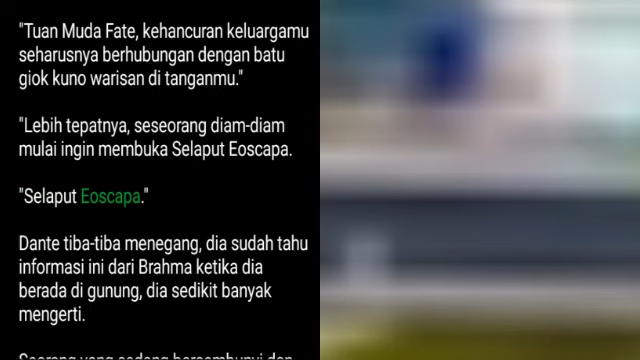 "Tuan Muda Fate, kehancuran keluargamu
seharusnya berhubungan dengan batu
giok kuno warisan di tanganmu."
"Lebih tepatnya, seseorang diam-diam
mulai ingin membuka Selaput Eoscapa.
"Selaput Eoscapa."
Dante tiba-tiba menegang, dia sudah tahu
informasi ini dari Brahma ketika dia
berada di gunung, dia sedikit banyak
mengerti.